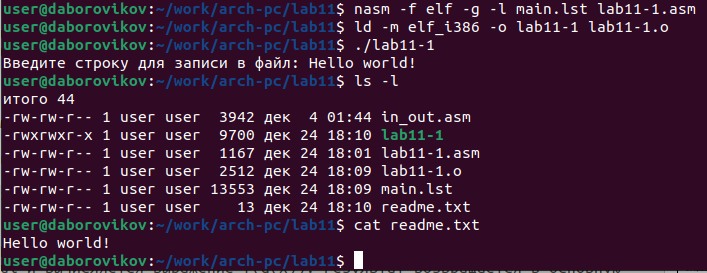 user@daborovikov:~/work/arch-pc/lab11$ nasm -f elf -g -l main.lst lab11-1.asm
user@daborovikov:~/work/arch-pc/lab11$ ld -m elf_i386 -o lab11-1 lab11-1.o
user@daborovikov:~/work/arch-pc/lab11$ ./lab11-1
Введите строку для записи в файл: Hello world!
user@daborovikov:~/work/arch-pc/lab11$ ls -l
итого 44
-rw-rw-r-- 1 user user  3942 дек  4 01:44 in_out.asm
-rwxrwxr-x 1 user user  9700 дек 24 18:10 lab11-1
-rw-rw-r-- 1 user user  1167 дек 24 18:01 lab11-1.asm
-rw-rw-r-- 1 user user  2512 дек 24 18:09 lab11-1.o
-rw-rw-r-- 1 user user 13553 дек 24 18:09 main.lst
-rw-rw-r-- 1 user user    13 дек 24 18:10 readme.txt
user@daborovikov:~/work/arch-pc/lab11$ cat readme.txt
Hello world!
user@daborovikov:~/work/arch-pc/lab11$